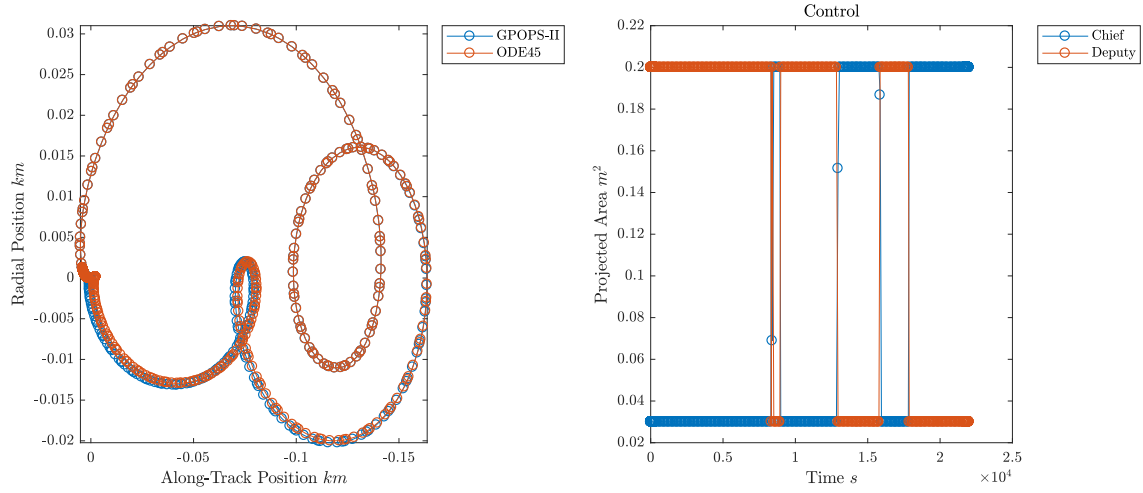 GPOPS-II
ODE45
0.03
0.025
0.02
0.015
0.01
0.005
0
-0.005
-0.01
-0.015
-0.02
Radial Position km
0 -0.05 -0.1 -0.15
Along-Track Position km
Control
Chief
Deputy
0.22
0.2
0.18
0.16
0.14
0.12
0.1
0.08
0.06
0.04
0.02
Projected Area m²
0 0.5 1 1.5 2 2.5
×10⁴
Time s